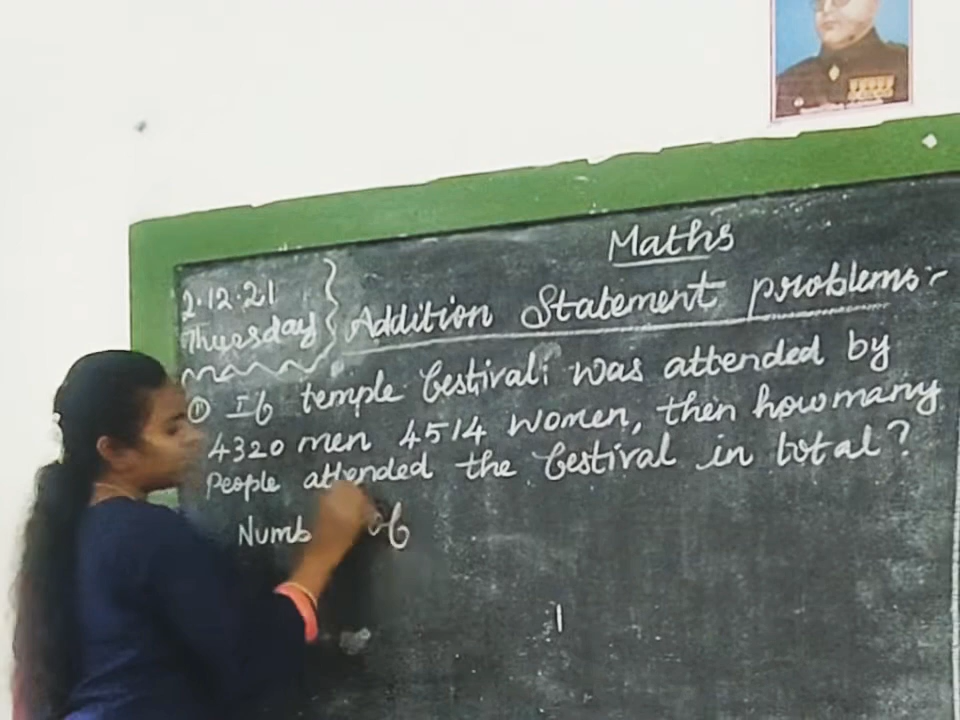 Maths
2.12.21
Thursday
Addition Statement problems:-
① If temple festival; was attended by
4320 men 4514 women, then how many
People attended the festival in total?
Numb of